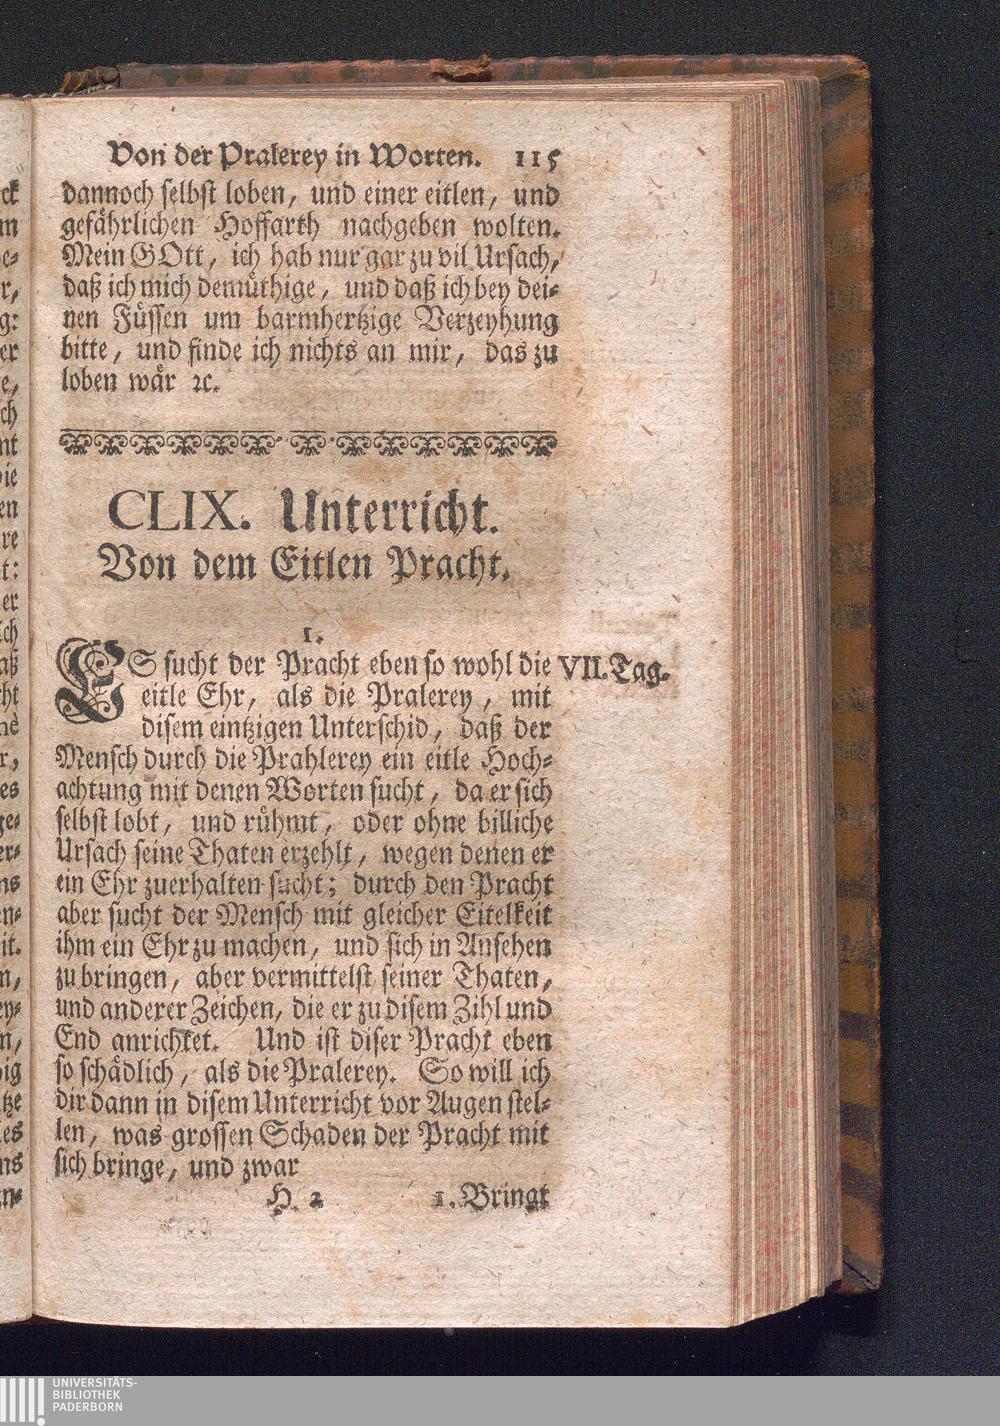 Von der Pralerey in Worten. 115
dannoch selbst loben, und einer eitlen, und
gefährlichen Hoffarth nachgeben wolten.
Mein GOtt, ich hab nur gar zu vil Ursach,
daß ich mich demüthige, und daß ich bey dei-
nen Füssen um barmhertzige Verzeyhung
bitte, und finde ich nichts an mir, das zu
loben wär ꝛc.
CLIX. Unterricht.
Von dem Eitlen Pracht.
1.
ES sucht der Pracht eben so wohl die VII. Tag.
eitle Ehr, als die Pralerey, mit
disem eintzigen Unterschid, daß der
Mensch durch die Prahlerey ein eitle Hoch-
achtung mit denen Worten sucht, da er sich
selbst lobt, und rühmt, oder ohne billiche
Ursach seine Thaten erzehlt, wegen denen er
ein Ehr zuerhalten sucht; durch den Pracht
aber sucht der Mensch mit gleicher Eitelkeit
ihm ein Ehr zu machen, und sich in Ansehen
zu bringen, aber vermittelst seiner Thaten,
und anderer Zeichen, die er zu disem Zihl und
End anrichtet. Und ist diser Pracht eben
so schädlich, als die Pralerey. So will ich
dir dann in disem Unterricht vor Augen stel-
len, was grossen Schaden der Pracht mit
sich bringe, und zwar
H. 2 1. Bringt
UNIVERSITÄTS-
BIBLIOTHEK
PADERBORN